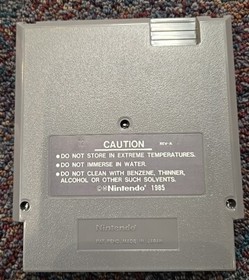 CAUTION REV-A
•DO NOT STORE IN EXTREME TEMPERATURES.
•DO NOT IMMERSE IN WATER.
•DO NOT CLEAN WITH BENZENE, THINNER,
ALCOHOL OR OTHER SUCH SOLVENTS.
©®Nintendo® 1985
Nintendo